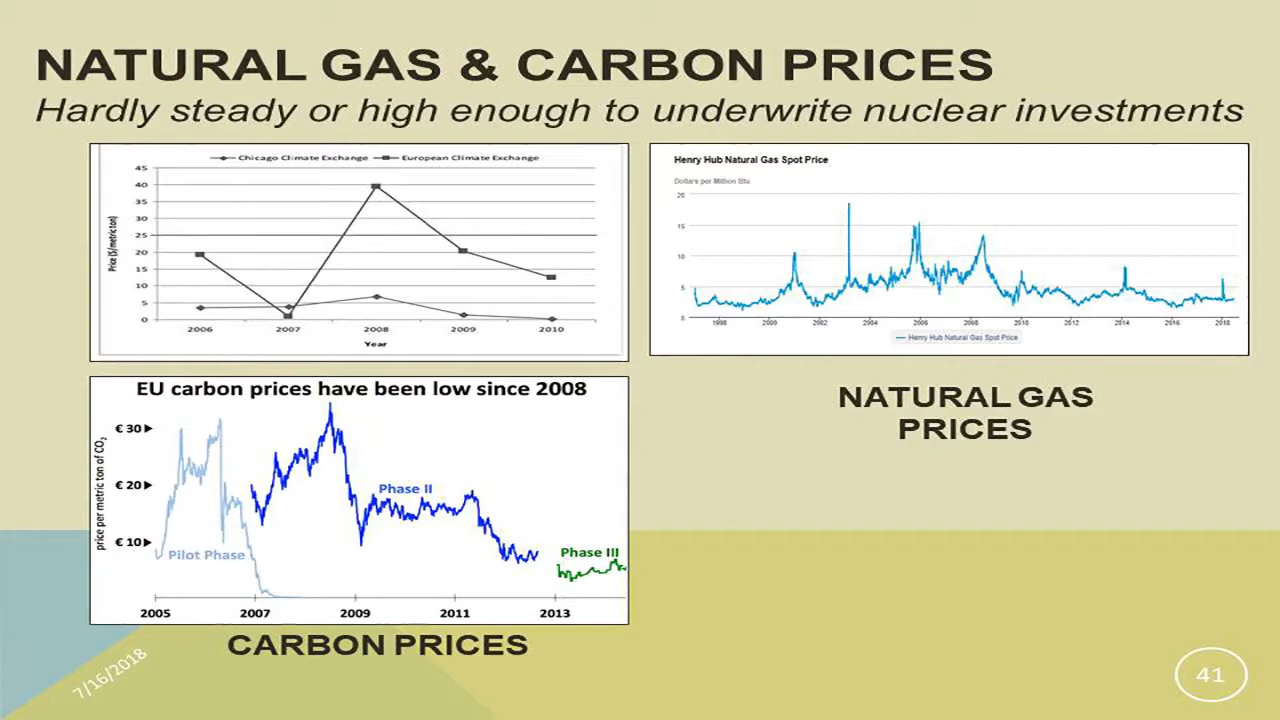 NATURAL GAS & CARBON PRICES
Hardly steady or high enough to underwrite nuclear investments
Chicago Climate Exchange European Climate Exchange
45
40
35
30
25
20
15
10
5
0
Price ($/metric ton)
2006 2007 2008 2009 2010
Year
Henry Hub Natural Gas Spot Price
Dollars per Million Btu
20
15
10
5
0
1998 2000 2002 2004 2006 2008 2010 2012 2014 2016 2018
Henry Hub Natural Gas Spot Price
NATURAL GAS
PRICES
EU carbon prices have been low since 2008
price per metric ton of CO2
€ 30
€ 20
€ 10
Pilot Phase
Phase II
Phase III
2005 2007 2009 2011 2013
CARBON PRICES
7/16/2018
41